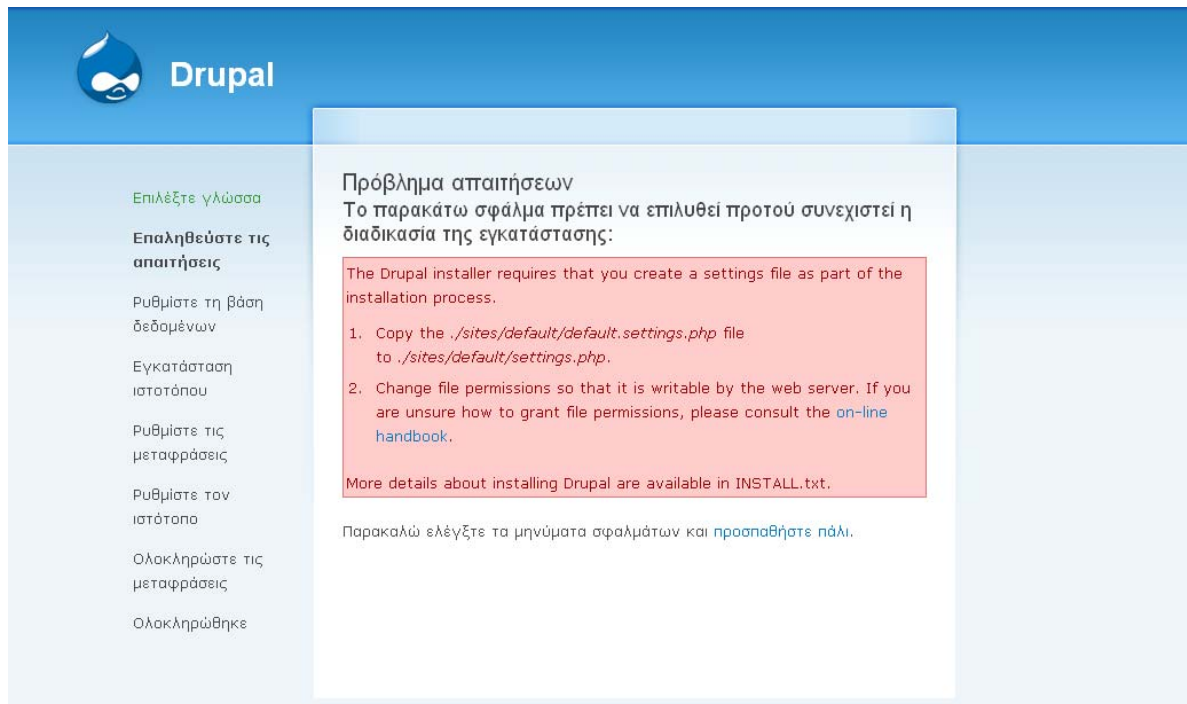 Drupal
Επιλέξτε γλώσσα
Επαληθεύστε τις
απαιτήσεις
Ρυθμίστε τη βάση
δεδομένων
Εγκατάσταση
ιστοτόπου
Ρυθμίστε τις
μεταφράσεις
Ρυθμίστε τον
ιστότοπο
Ολοκληρώστε τις
μεταφράσεις
Ολοκληρώθηκε
Πρόβλημα απαιτήσεων
Το παρακάτω σφάλμα πρέπει να επιλυθεί προτού συνεχιστεί η
διαδικασία της εγκατάστασης:
The Drupal installer requires that you create a settings file as part of the
installation process.
1. Copy the ./sites/default/default.settings.php file
to ./sites/default/settings.php.
2. Change file permissions so that it is writable by the web server. If you
are unsure how to grant file permissions, please consult the on-line
handbook.
More details about installing Drupal are available in INSTALL.txt.
Παρακαλώ ελέγξτε τα μηνύματα σφαλμάτων και προσπαθήστε πάλι.